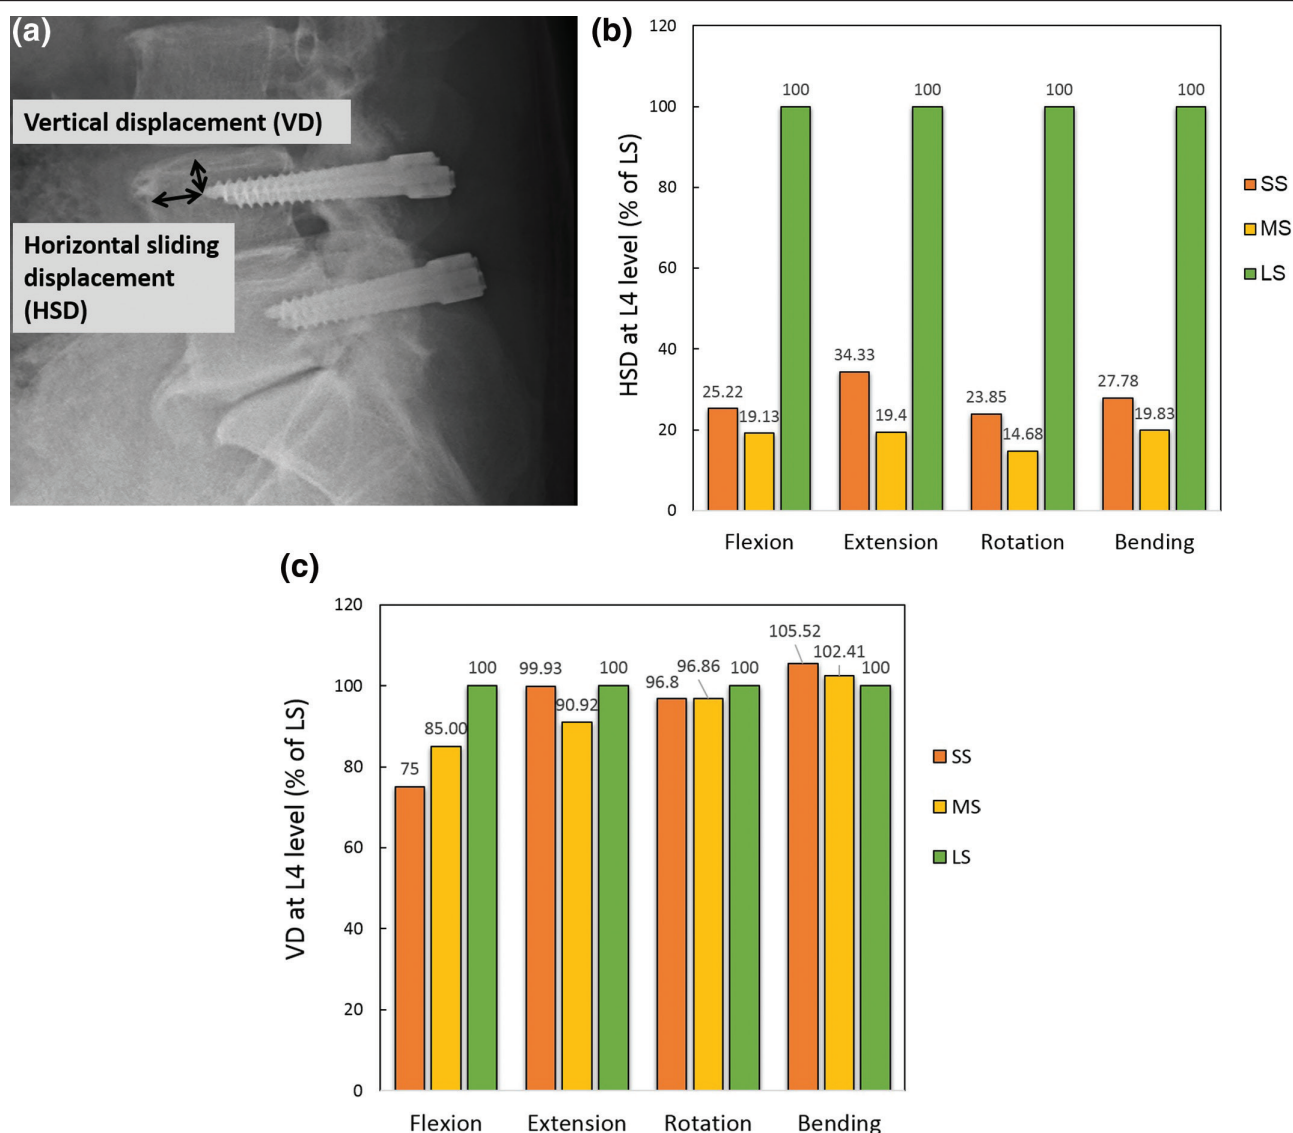 (a)
Vertical displacement (VD)
Horizontal sliding
displacement
(HSD)
(b)
HSD at L4 level (% of LS)
120
100
80
60
40
20
0
25.22
19.13
100
34.33
19.4
100
23.85
14.68
100
27.78
19.83
100
Flexion
Extension
Rotation
Bending
SS
MS
LS
(c)
VD at L4 level (% of LS)
120
100
80
60
40
20
0
75
85.00
100
99.93
90.92
100
96.8
96.86
100
105.52
102.41
100
Flexion
Extension
Rotation
Bending
SS
MS
LS